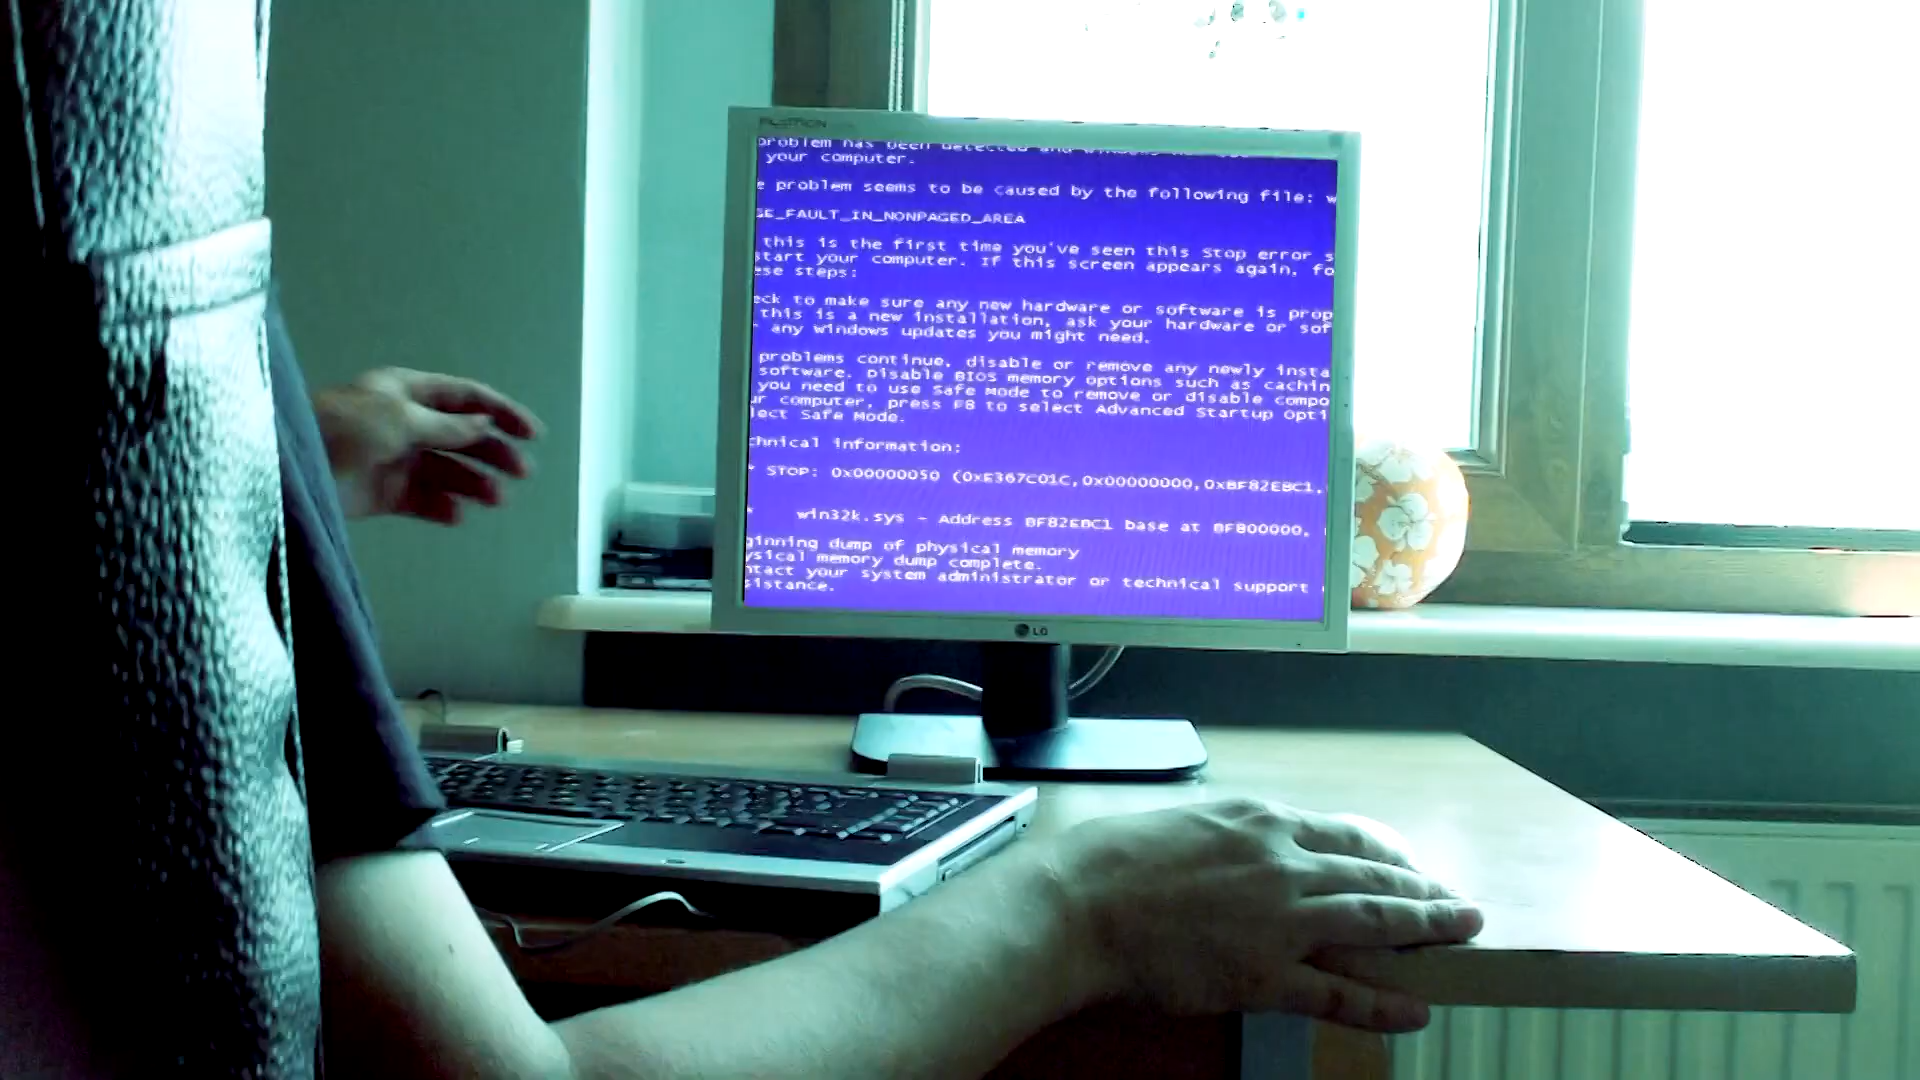 FLATRON
problem has been detected and windows
your computer.
e problem seems to be caused by the following file: w
GE_FAULT_IN_NONPAGED_AREA
this is the first time you've seen this Stop error s
start your computer. If this screen appears again, fo
ese steps:
eck to make sure any new hardware or software is prop
this is a new installation, ask your hardware or sof
any windows updates you might need.
problems continue, disable or remove any newly insta
software. Disable BIOS memory options such as cachin
you need to use Safe Mode to remove or disable compo
ur computer, press F8 to select Advanced Startup Opti
lect Safe Mode.
chnical information:
* STOP: 0x00000050 (0xE367C01C,0x00000000,0xBF82EBC1,
* win32k.sys - Address BF82EBC1 base at BF800000,
ginning dump of physical memory
ysical memory dump complete.
ntact your system administrator or technical support
sistance.
LG